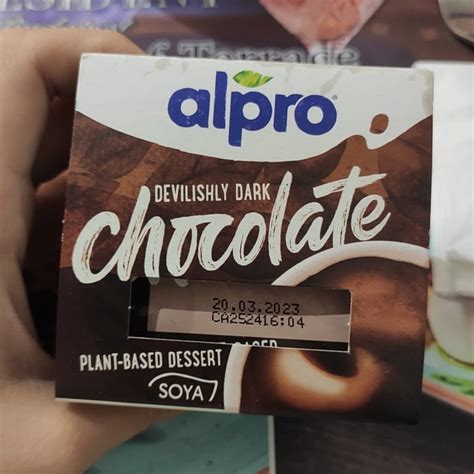 alpro
DEVILISHLY DARK
chocolate
20.03.2023
CA252416:04
PLANT-BASED DESSERT
SOYA